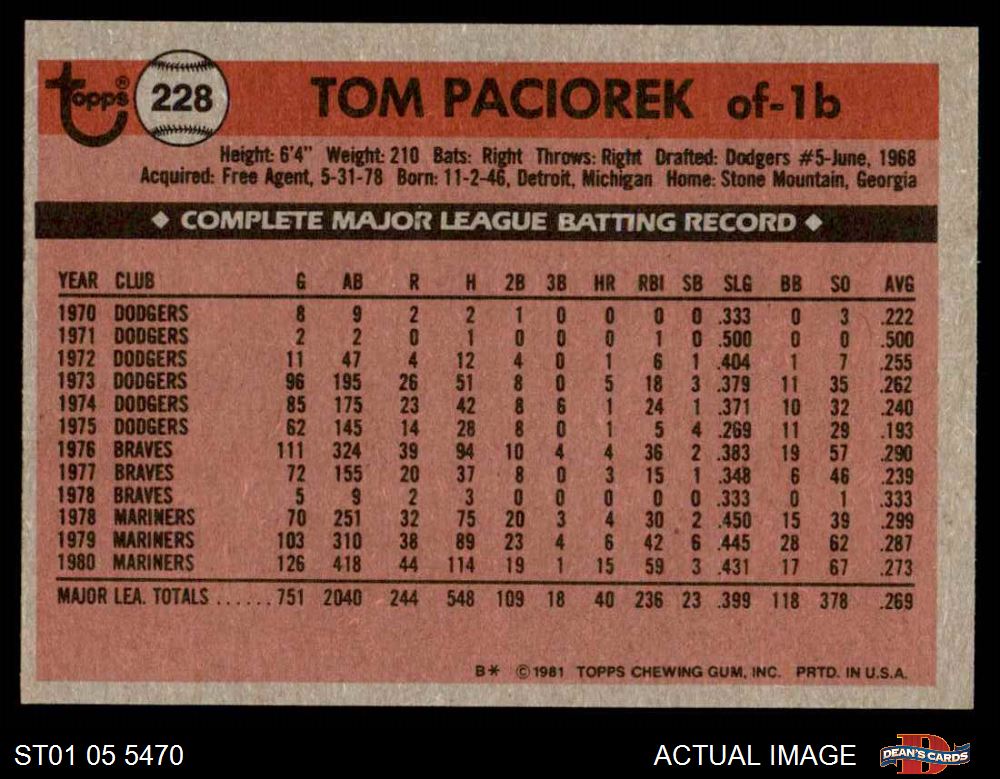 Topps® 228 TOM PACIOREK of-1b
Height: 6'4" Weight: 210 Bats: Right Throws: Right Drafted: Dodgers #5-June, 1968
Acquired: Free Agent, 5-31-78 Born: 11-2-46, Detroit, Michigan Home: Stone Mountain, Georgia
◆ COMPLETE MAJOR LEAGUE BATTING RECORD ◆
YEAR CLUB G AB R H 2B 3B HR RBI SB SLG BB SO AVG
1970 DODGERS 8 9 2 2 1 0 0 0 0 .333 0 3 .222
1971 DODGERS 2 2 0 1 0 0 0 1 0 .500 0 0 .500
1972 DODGERS 11 47 4 12 4 0 1 6 1 .404 1 7 .255
1973 DODGERS 96 195 26 51 8 0 5 18 3 .379 11 35 .262
1974 DODGERS 85 175 23 42 8 6 1 24 1 .371 10 32 .240
1975 DODGERS 62 145 14 28 8 0 1 5 4 .269 11 29 .193
1976 BRAVES 111 324 39 94 10 4 4 36 2 .383 19 57 .290
1977 BRAVES 72 155 20 37 8 0 3 15 1 .348 6 46 .239
1978 BRAVES 5 9 2 3 0 0 0 0 0 .333 0 1 .333
1978 MARINERS 70 251 32 75 20 3 4 30 2 .450 15 39 .299
1979 MARINERS 103 310 38 89 23 4 6 42 6 .445 28 62 .287
1980 MARINERS 126 418 44 114 19 1 15 59 3 .431 17 67 .273
MAJOR LEA. TOTALS ...... 751 2040 244 548 109 18 40 236 23 .399 118 378 .269
B* ©1981 TOPPS CHEWING GUM, INC. PRTD. IN U.S.A.
ST01 05 5470 ACTUAL IMAGE DEAN'S CARDS